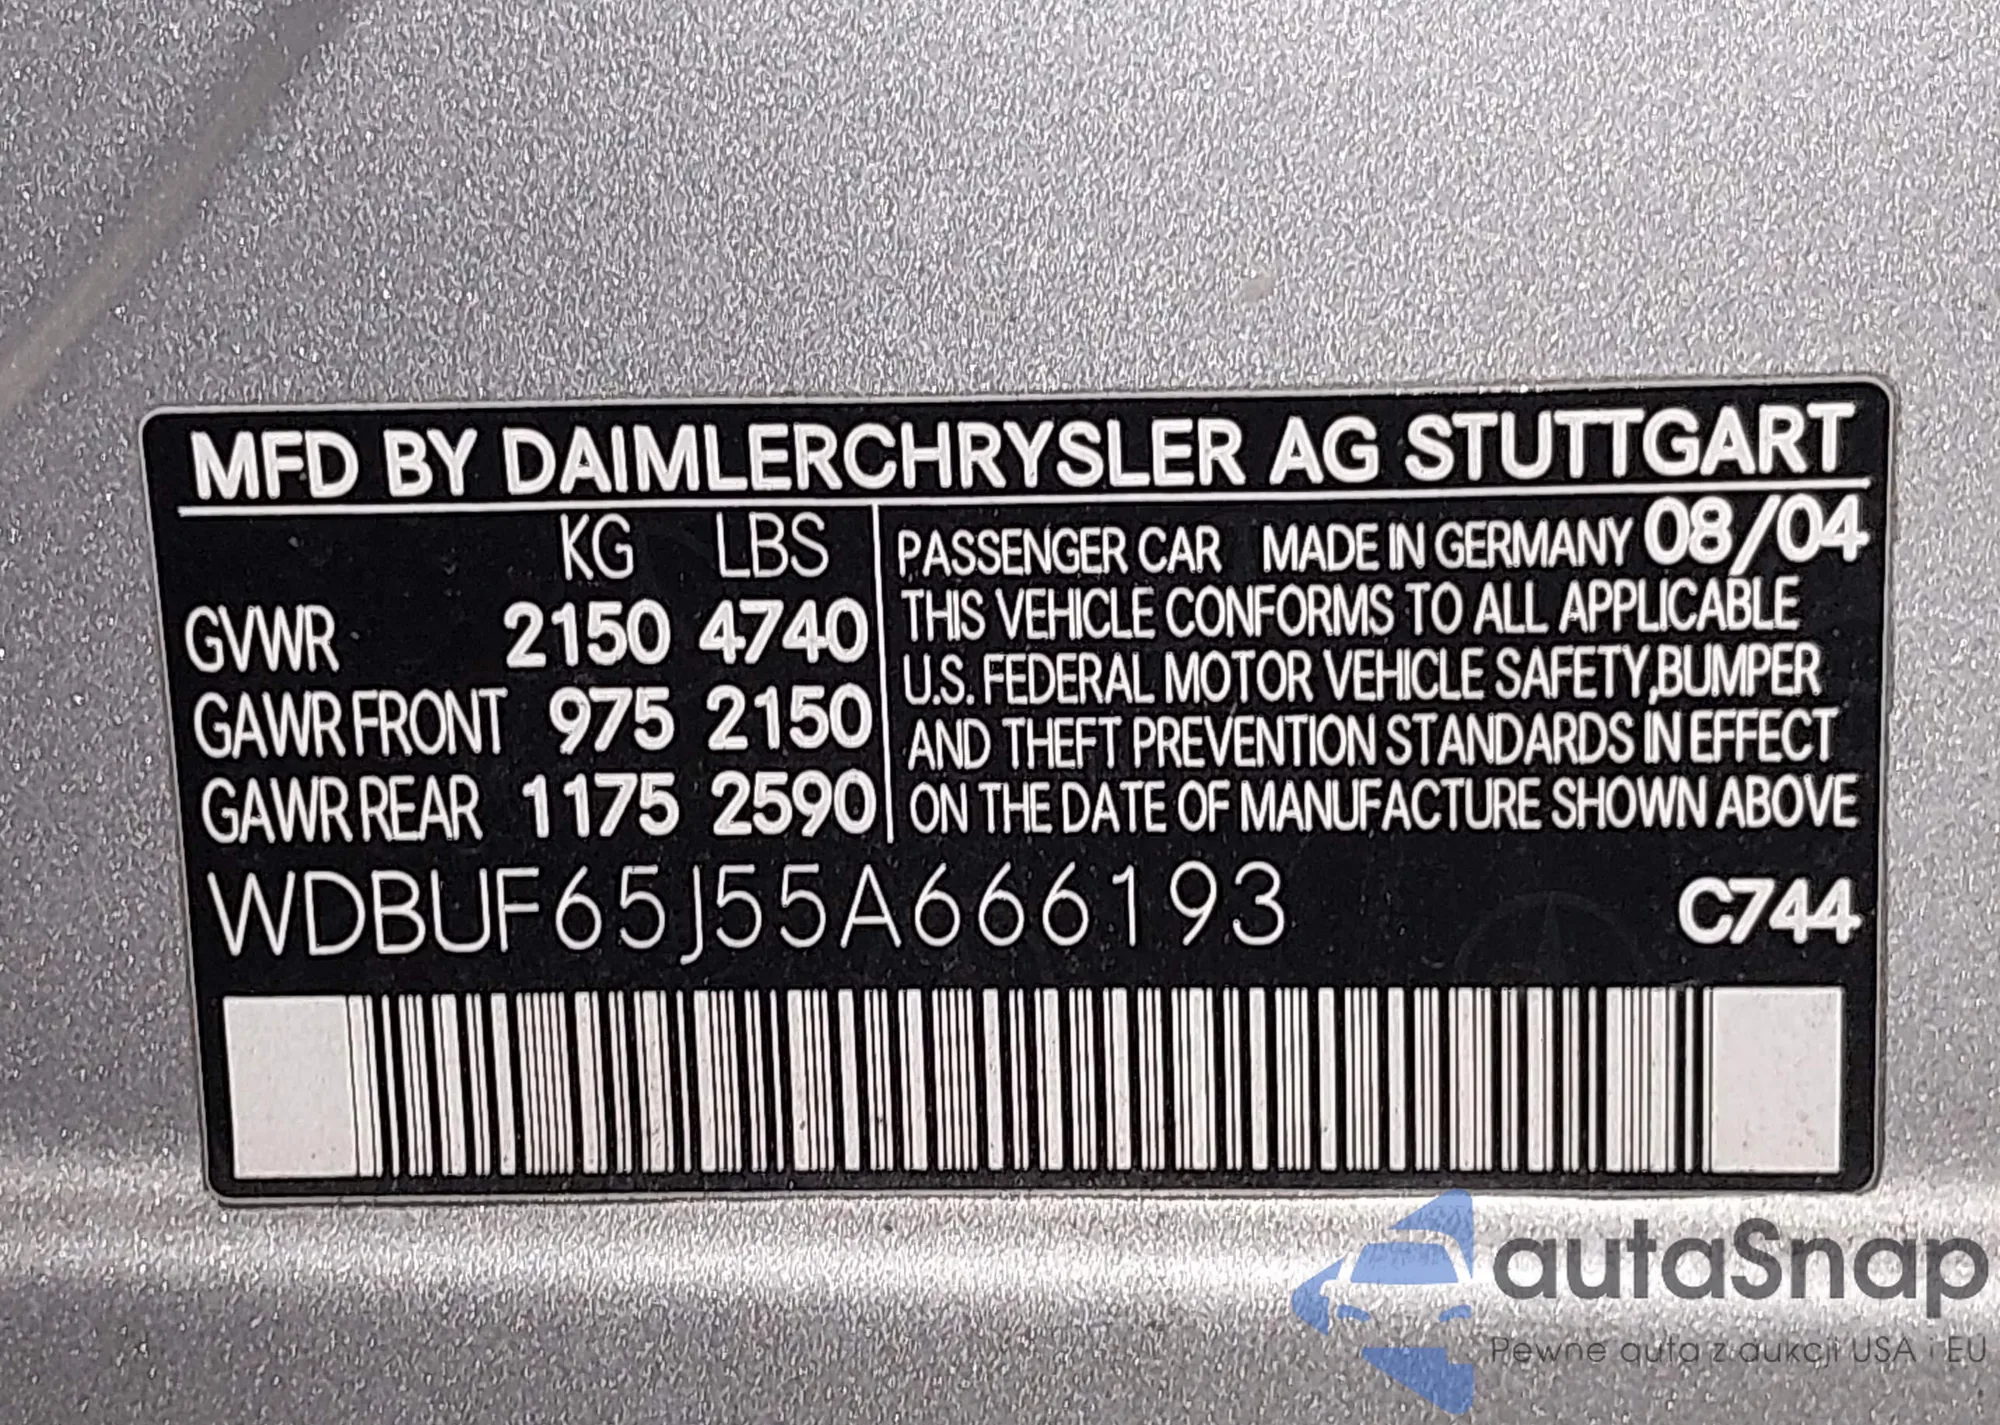 MFD BY DAIMLERCHRYSLER AG STUTTGART
KG LBS
GVWR 2150 4740
GAWR FRONT 975 2150
GAWR REAR 1175 2590
PASSENGER CAR MADE IN GERMANY 08/04
THIS VEHICLE CONFORMS TO ALL APPLICABLE
U.S. FEDERAL MOTOR VEHICLE SAFETY, BUMPER
AND THEFT PREVENTION STANDARDS IN EFFECT
ON THE DATE OF MANUFACTURE SHOWN ABOVE
WDBUF65J55A666193 C744
autaSnap
Pewne auta z aukcji USA i EU